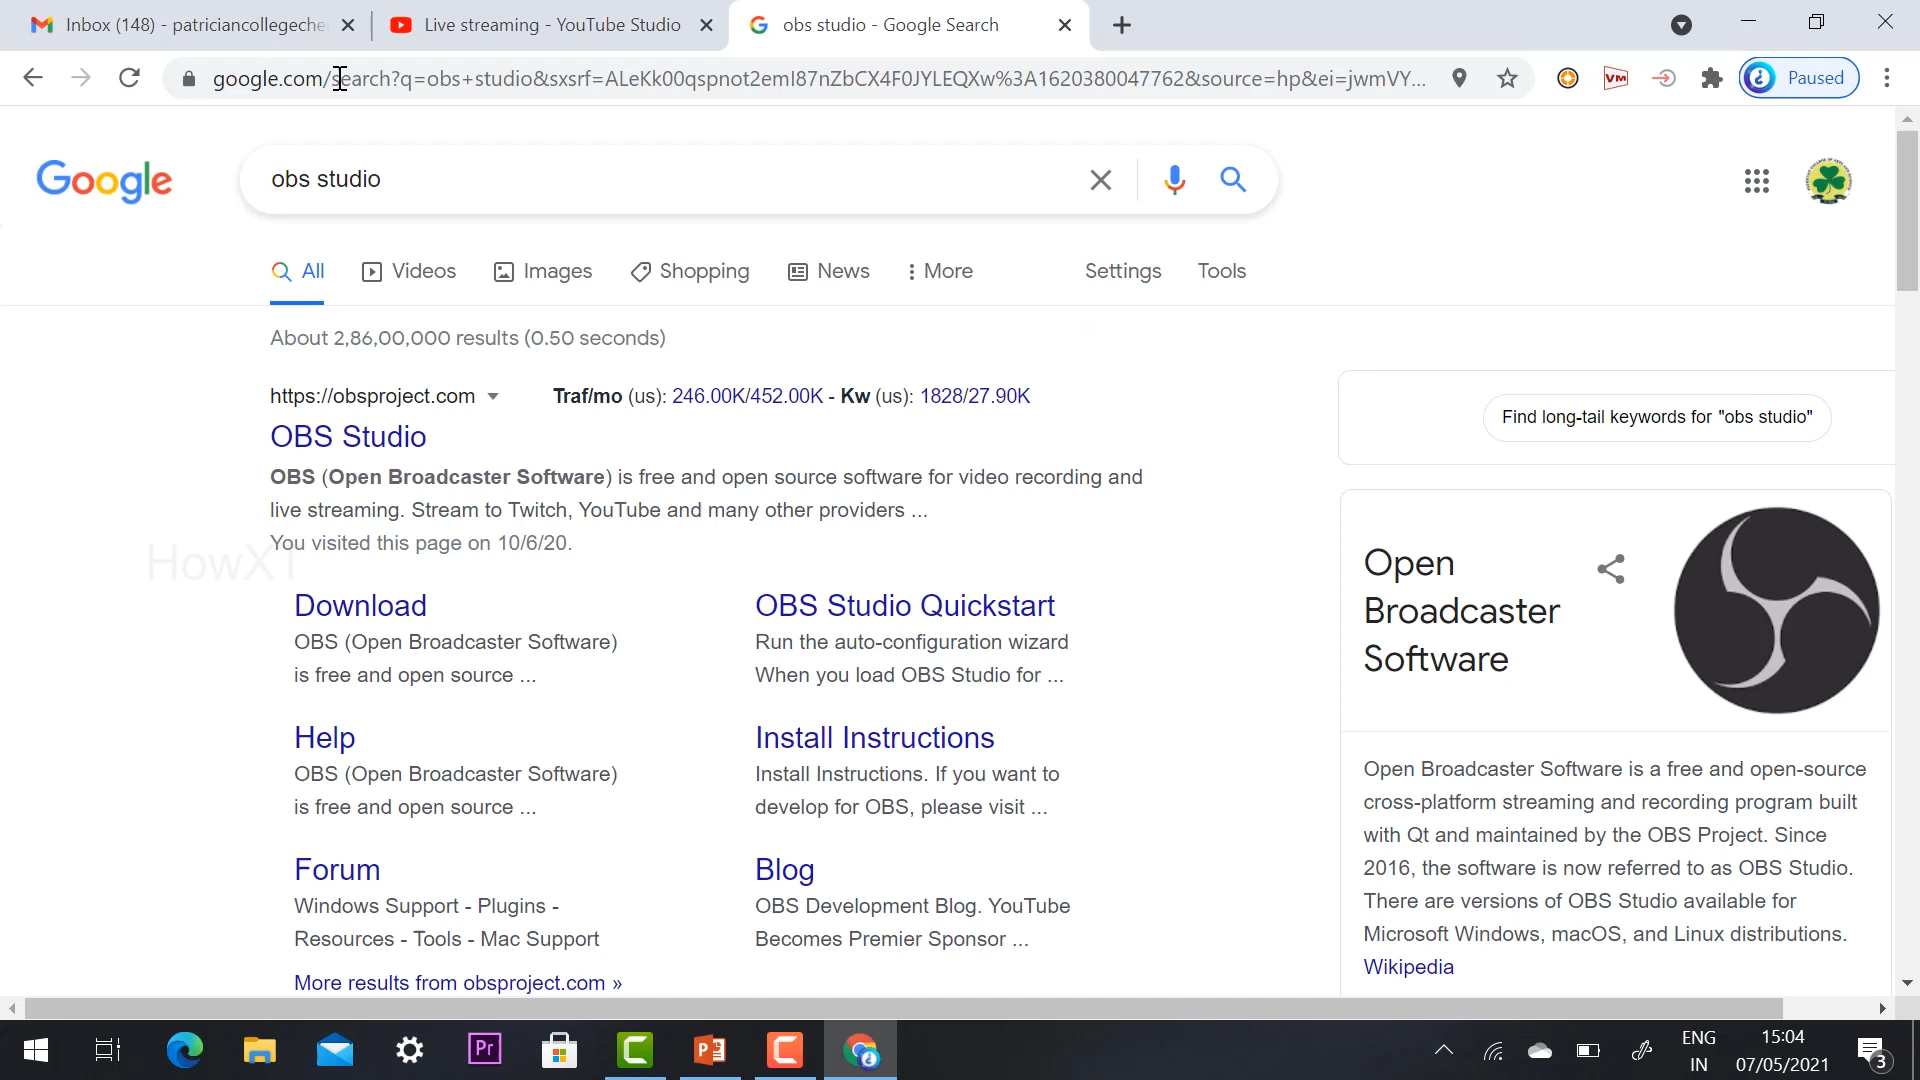 Inbox (148) - patriciancollegeche
Live streaming - YouTube Studio
obs studio - Google Search
google.com/search?q=obs+studio&sxsrf=ALeKk00qspnot2emI87nZbCX4F0JYLEQXw%3A1620380047762&source=hp&ei=jwmVY...
VM
Paused
Google
obs studio
All
Videos
Images
Shopping
News
More
Settings
Tools
About 2,86,00,000 results (0.50 seconds)
https://obsproject.com
Traf/mo (us): 246.00K/452.00K - Kw (us): 1828/27.90K
OBS Studio
OBS (Open Broadcaster Software) is free and open source software for video recording and
live streaming. Stream to Twitch, YouTube and many other providers ...
You visited this page on 10/6/20.
Download
OBS (Open Broadcaster Software)
is free and open source ...
OBS Studio Quickstart
Run the auto-configuration wizard
When you load OBS Studio for ...
Help
OBS (Open Broadcaster Software)
is free and open source ...
Install Instructions
Install Instructions. If you want to
develop for OBS, please visit ...
Forum
Windows Support - Plugins -
Resources - Tools - Mac Support
Blog
OBS Development Blog. YouTube
Becomes Premier Sponsor ...
More results from obsproject.com »
Find long-tail keywords for "obs studio"
Open
Broadcaster
Software
Open Broadcaster Software is a free and open-source
cross-platform streaming and recording program built
with Qt and maintained by the OBS Project. Since
2016, the software is now referred to as OBS Studio.
There are versions of OBS Studio available for
Microsoft Windows, macOS, and Linux distributions.
Wikipedia
HowX1
Pr
ENG
IN
15:04
07/05/2021
3